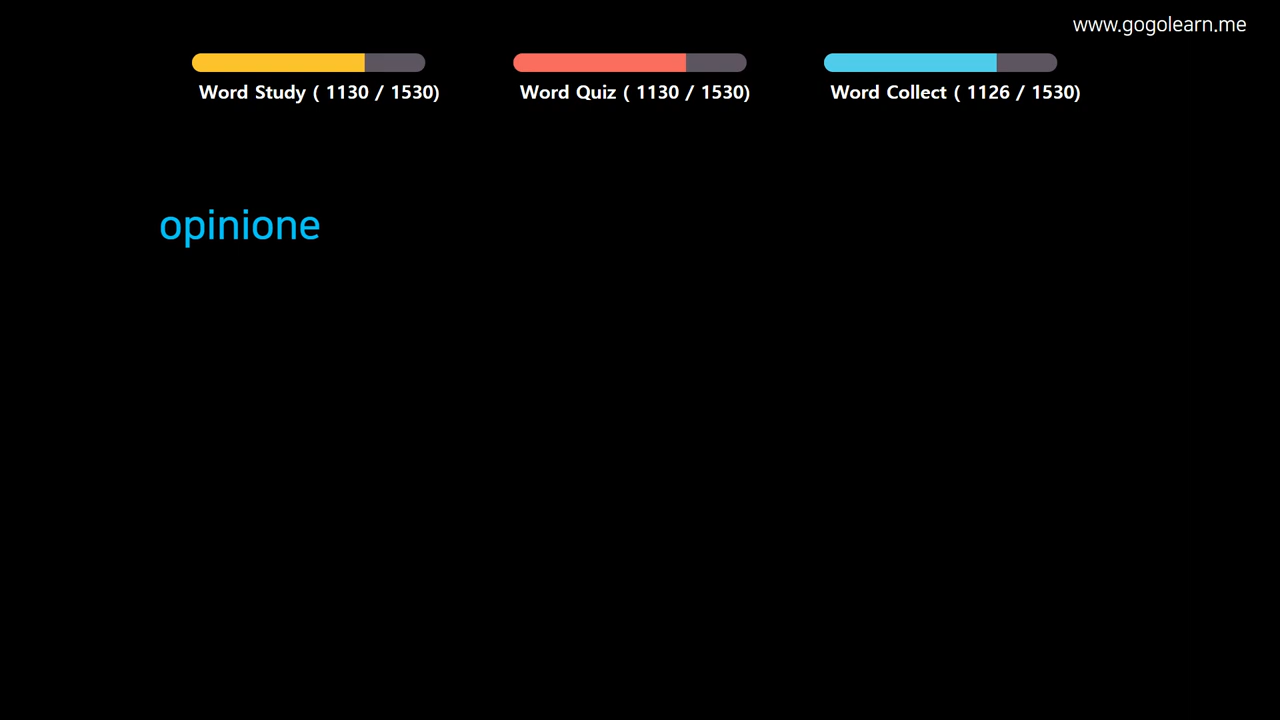 www.gogolearn.me
Word Study ( 1130 / 1530)
Word Quiz ( 1130 / 1530)
Word Collect ( 1126 / 1530)
opinione